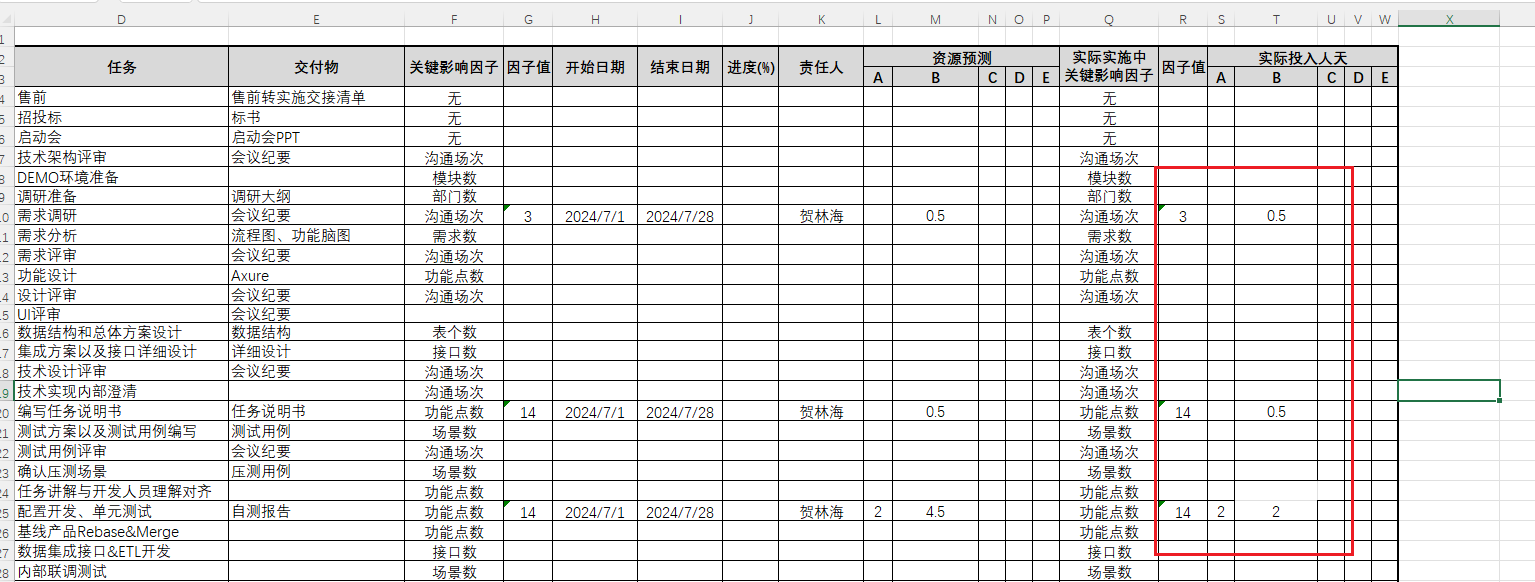 D E F G H I J K L M N O P Q R S T U V W X
1
2 任务 交付物 关键影响因子 因子值 开始日期 结束日期 进度(%) 责任人 资源预测 实际实施中 关键影响因子 因子值 实际投入人天
3 A B C D E A B C D E
4 售前 售前转实施交接清单 无 无
5 招投标 标书 无 无
6 启动会 启动会PPT 无 无
7 技术架构评审 会议纪要 沟通场次 沟通场次
8 DEMO环境准备 模块数 模块数
9 调研准备 调研大纲 部门数 部门数
10 需求调研 会议纪要 沟通场次 3 2024/7/1 2024/7/28 贺林海 0.5 沟通场次 3 0.5
11 需求分析 流程图、功能脑图 需求数 需求数
12 需求评审 会议纪要 沟通场次 沟通场次
13 功能设计 Axure 功能点数 功能点数
14 设计评审 会议纪要 沟通场次 沟通场次
15 UI评审 会议纪要
16 数据结构和总体方案设计 数据结构 表个数 表个数
17 集成方案以及接口详细设计 详细设计 接口数 接口数
18 技术设计评审 会议纪要 沟通场次 沟通场次
19 技术实现内部澄清 沟通场次 沟通场次
20 编写任务说明书 任务说明书 功能点数 14 2024/7/1 2024/7/28 贺林海 0.5 功能点数 14 0.5
21 测试方案以及测试用例编写 测试用例 场景数 场景数
22 测试用例评审 会议纪要 沟通场次 沟通场次
23 确认压测场景 压测用例 场景数 场景数
24 任务讲解与开发人员理解对齐 功能点数 功能点数
25 配置开发、单元测试 自测报告 功能点数 14 2024/7/1 2024/7/28 贺林海 2 4.5 功能点数 14 2 2
26 基线产品Rebase&Merge 功能点数 功能点数
27 数据集成接口&ETL开发 接口数 接口数
28 内部联调测试 场景数 场景数